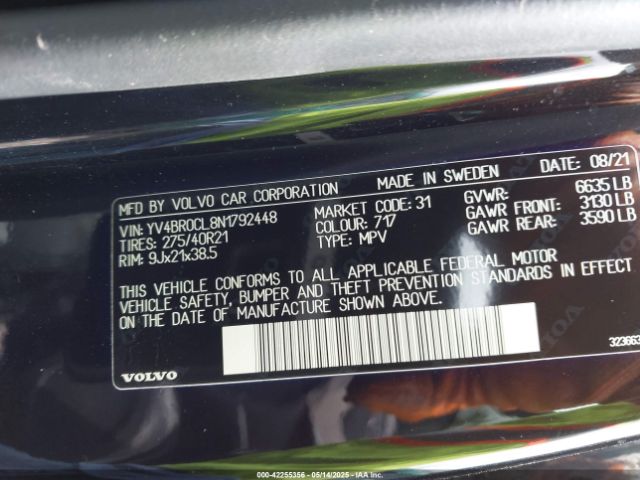 MFD BY VOLVO CAR CORPORATION MADE IN SWEDEN DATE: 08/21
VIN: YV4BR0CL8N1792448 MARKET CODE: 31 GVWR: 6635 LB
TIRES: 275/40R21 COLOUR: 717 GAWR FRONT: 3130 LB
RIM: 9Jx21x38.5 TYPE: MPV GAWR REAR: 3590 LB
THIS VEHICLE CONFORMS TO ALL APPLICABLE FEDERAL MOTOR
VEHICLE SAFETY, BUMPER AND THEFT PREVENTION STANDARDS IN EFFECT
ON THE DATE OF MANUFACTURE SHOWN ABOVE.
VOLVO 323663
000-42255356 - 05/14/2025 - IAAI.COM